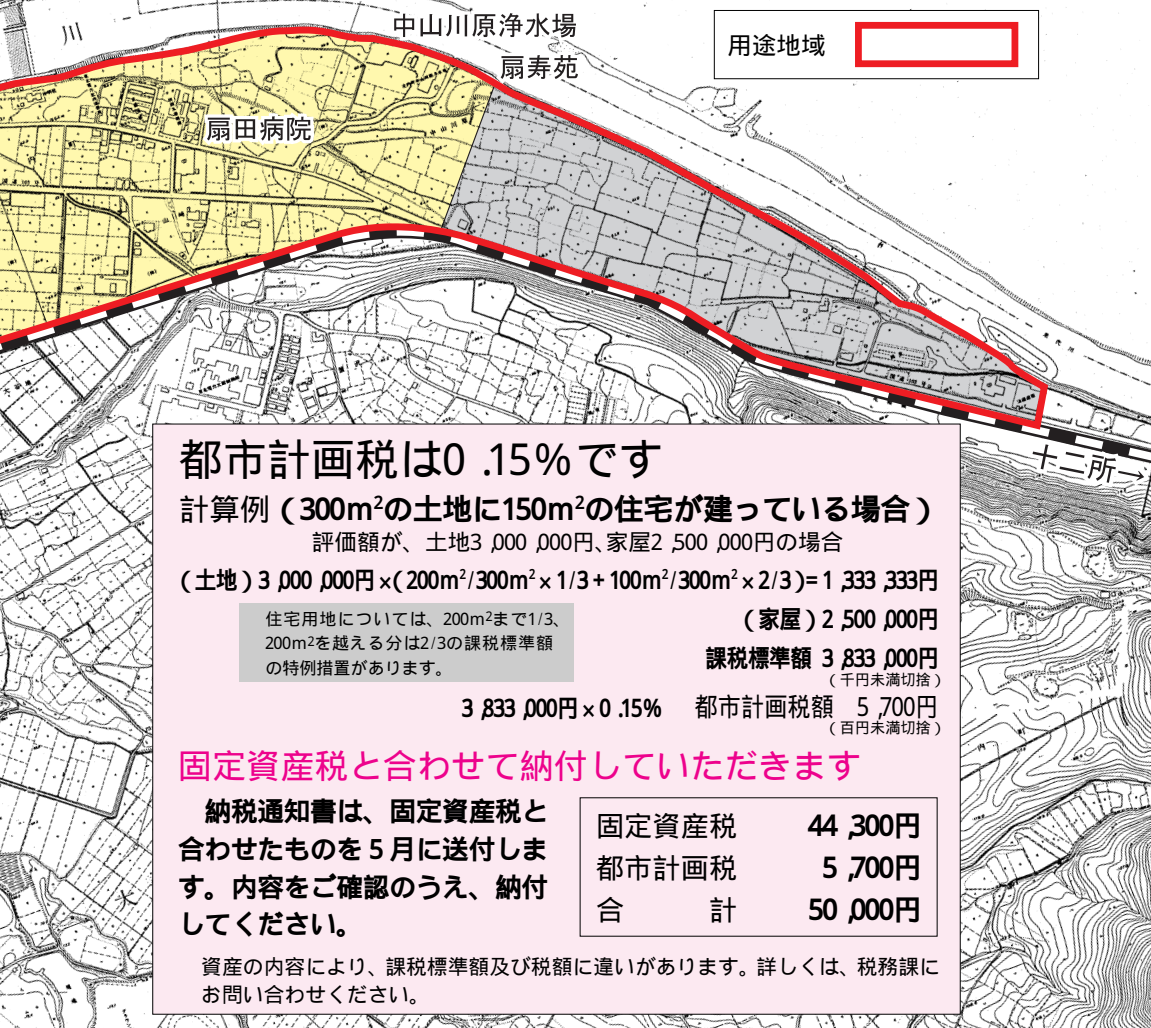 川
中山川原浄水場
扇寿苑
用途地域
扇田病院
十二所→
都市計画税は0.15%です
計算例（300m²の土地に150m²の住宅が建っている場合）
評価額が、土地3,000,000円、家屋2,500,000円の場合
（土地）3,000,000円×(200m²/300m²×1/3+100m²/300m²×2/3)=1,333,333円
住宅用地については、200m²まで1/3、
200m²を越える分は2/3の課税標準額
の特例措置があります。
（家屋）2,500,000円
課税標準額 3,833,000円
（千円未満切捨）
3,833,000円×0.15% 都市計画税額 5,700円
（百円未満切捨）
固定資産税と合わせて納付していただきます
納税通知書は、固定資産税と
合わせたものを5月に送付しま
す。内容をご確認のうえ、納付
してください。
固定資産税 44,300円
都市計画税 5,700円
合計 50,000円
資産の内容により、課税標準額及び税額に違いがあります。詳しくは、税務課に
お問い合わせください。